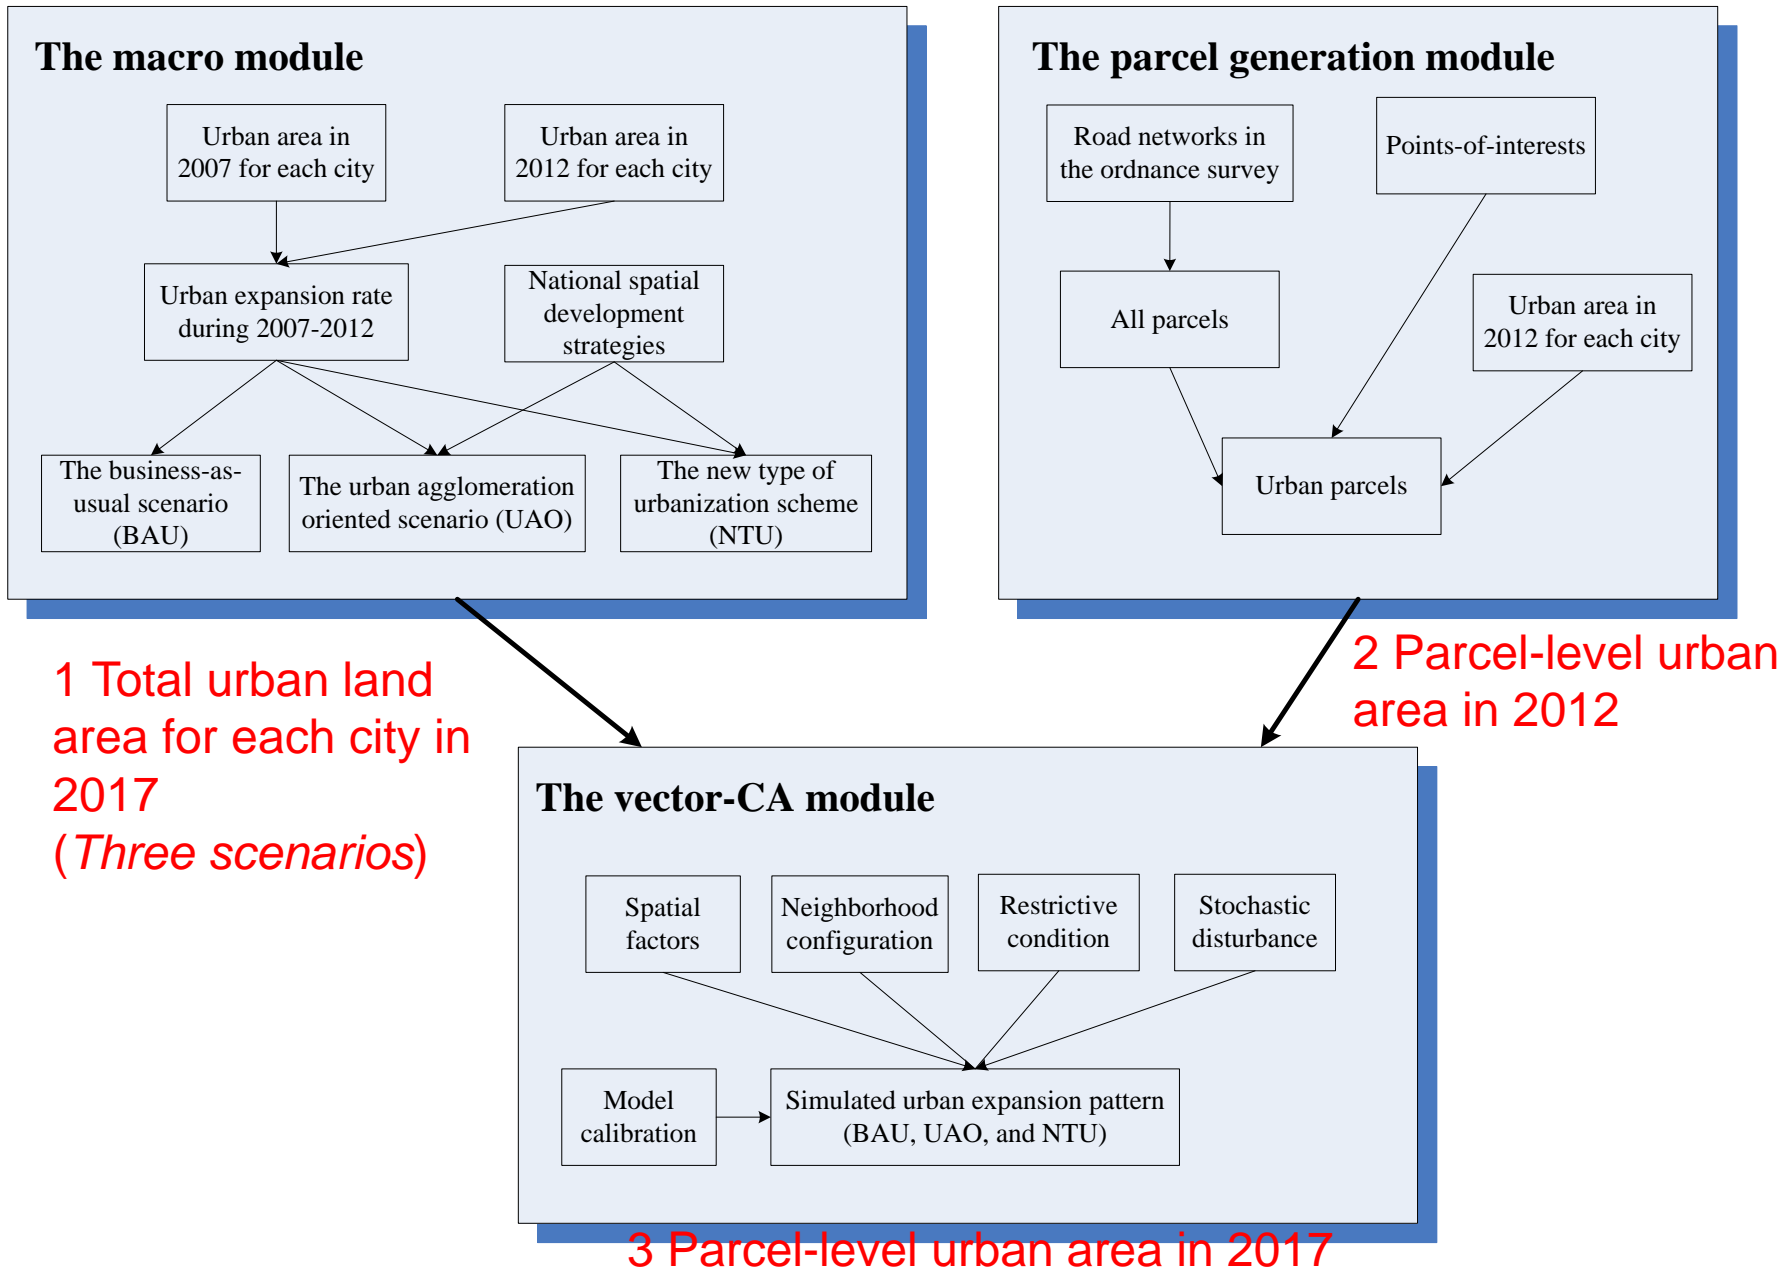 The macro module
Urban area in
2007 for each city
Urban area in
2012 for each city
Urban expansion rate
during 2007-2012
National spatial
development
strategies
The business-as-
usual scenario
(BAU)
The urban agglomeration
oriented scenario (UAO)
The new type of
urbanization scheme
(NTU)
The parcel generation module
Road networks in
the ordnance survey
Points-of-interests
All parcels
Urban area in
2012 for each city
Urban parcels
1 Total urban land
area for each city in
2017
(Three scenarios)
2 Parcel-level urban
area in 2012
The vector-CA module
Spatial
factors
Neighborhood
configuration
Restrictive
condition
Stochastic
disturbance
Model
calibration
Simulated urban expansion pattern
(BAU, UAO, and NTU)
3 Parcel-level urban area in 2017